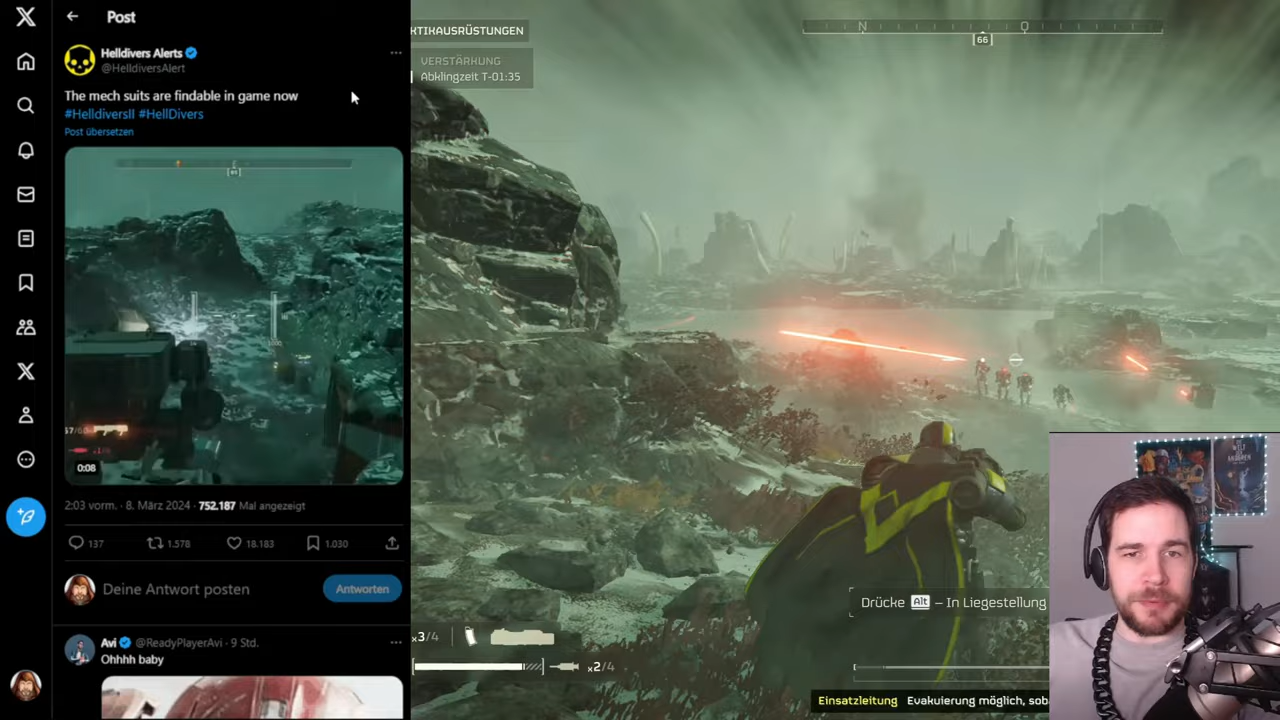 Post
Helldivers Alerts
@HelldiversAlert
The mech suits are findable in game now
#HelldiversII #HellDivers
Post übersetzen
0:08
2:03 vorm. · 8. März 2024 · 752.187 Mal angezeigt
137
1.578
18.183
1.030
Deine Antwort posten
Antworten
Avi @ReadyPlayerAvi · 9 Std.
Ohhhh baby
KTIKAUSRÜSTUNGEN
VERSTÄRKUNG
Abklingzeit T-01:35
N
O
66
Drücke Alt – In Liegestellung
x3/4
x2/4
Einsatzleitung Evakuierung möglich, sob